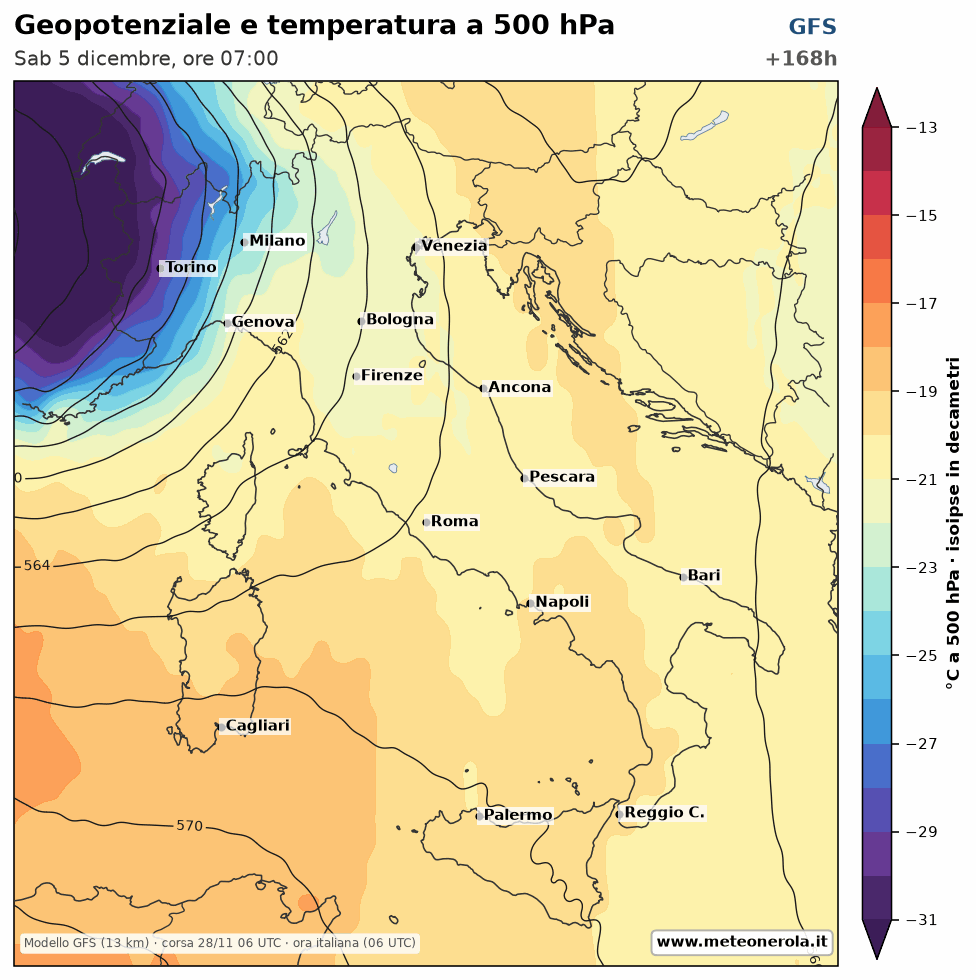 Geopotenziale e temperatura a 500 hPa
GFS
Sab 5 dicembre, ore 07:00
+168h
Milano
Venezia
Torino
Genova
Bologna
562
Firenze
Ancona
Pescara
0
Roma
564
Bari
Napoli
Cagliari
Palermo
Reggio C.
570
Modello GFS (13 km) · corsa 28/11 06 UTC · ora italiana (06 UTC)
www.meteonerola.it
−13
−15
−17
−19
−21
−23
−25
−27
−29
−31
°C a 500 hPa · isoipse in decametri